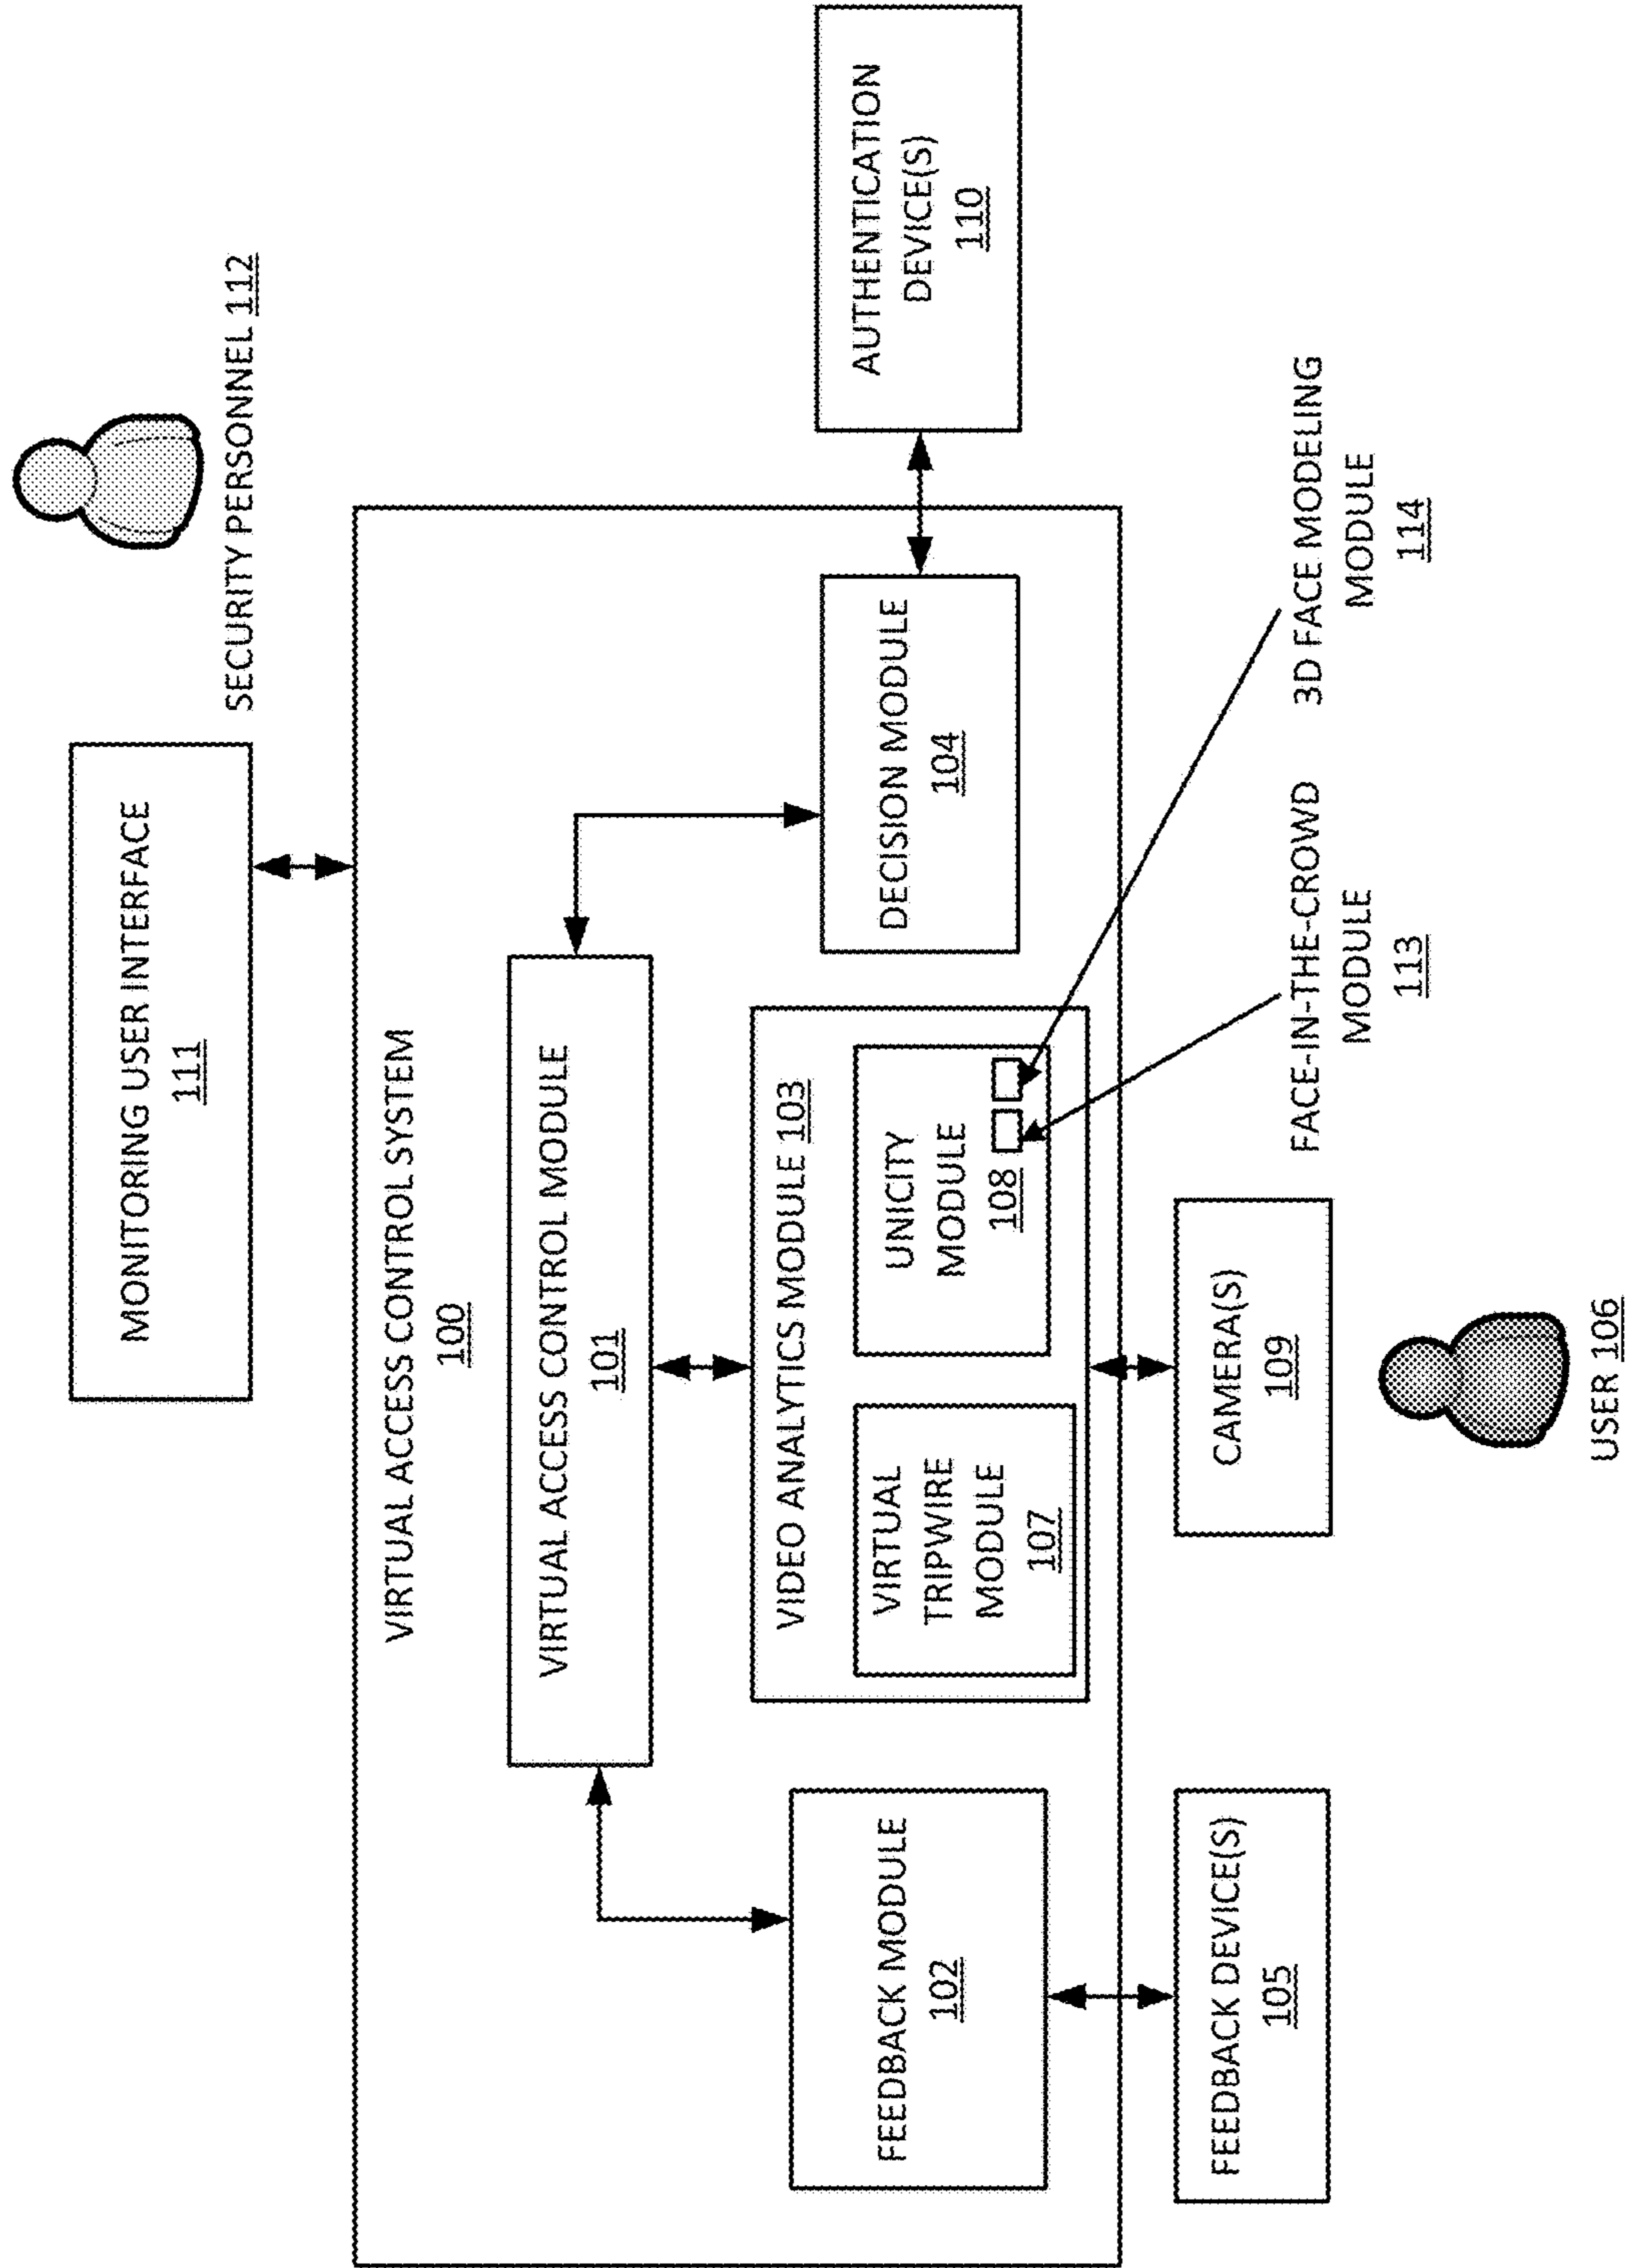 MONITORING USER INTERFACE
111
SECURITY PERSONNEL 112
VIRTUAL ACCESS CONTROL SYSTEM
100
VIRTUAL ACCESS CONTROL MODULE
101
FEEDBACK MODULE
102
VIDEO ANALYTICS MODULE 103
VIRTUAL
TRIPWIRE
MODULE
107
UNICITY
MODULE
108
DECISION MODULE
104
AUTHENTICATION
DEVICE(S)
110
FEEDBACK DEVICE(S)
105
CAMERA(S)
109
USER 106
FACE-IN-THE-CROWD
MODULE
113
3D FACE MODELING
MODULE
114